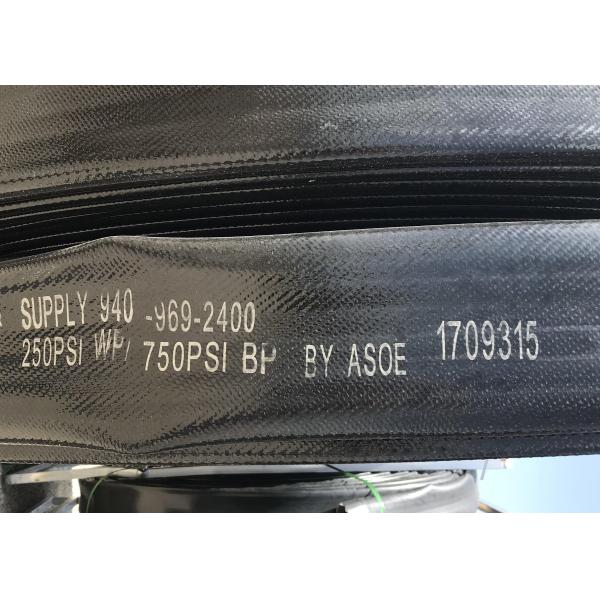 SUPPLY 940-969-2400
250PSI WP/ 750PSI BP BY ASOE 1709315